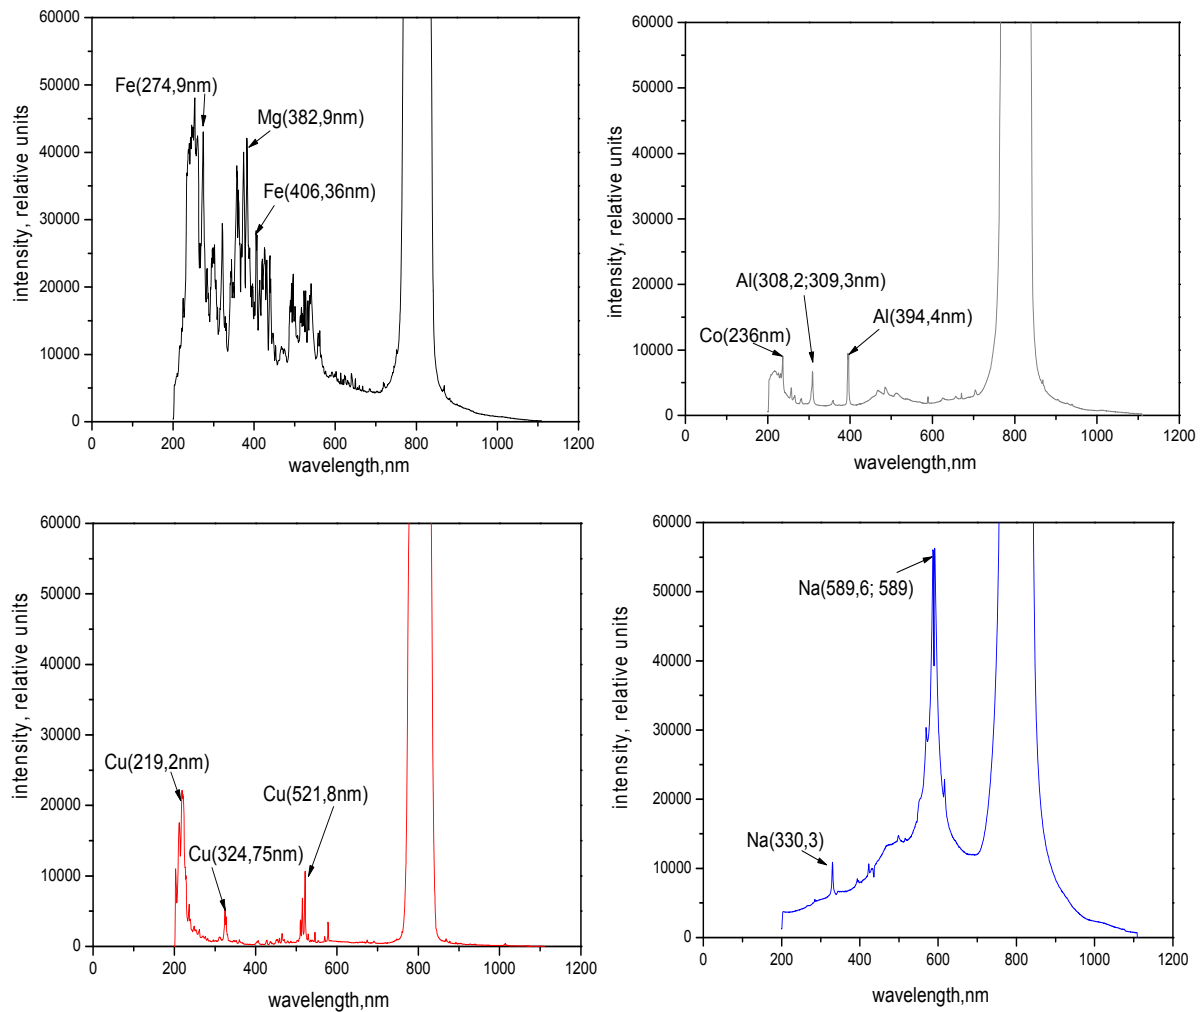 60000
50000
40000
30000
20000
10000
0
intensity, relative units
Fe(274,9nm)
Mg(382,9nm)
Fe(406,36nm)
0 200 400 600 800 1000 1200
wavelength,nm
60000
50000
40000
30000
20000
10000
0
intensity, relative units
Al(308,2;309,3nm)
Al(394,4nm)
Co(236nm)
0 200 400 600 800 1000 1200
wavelength,nm
60000
50000
40000
30000
20000
10000
0
intensity, relative units
Cu(219,2nm)
Cu(521,8nm)
Cu(324,75nm)
0 200 400 600 800 1000 1200
wavelength,nm
60000
50000
40000
30000
20000
10000
0
intensity, relative units
Na(589,6; 589)
Na(330,3)
0 200 400 600 800 1000 1200
wavelength,nm